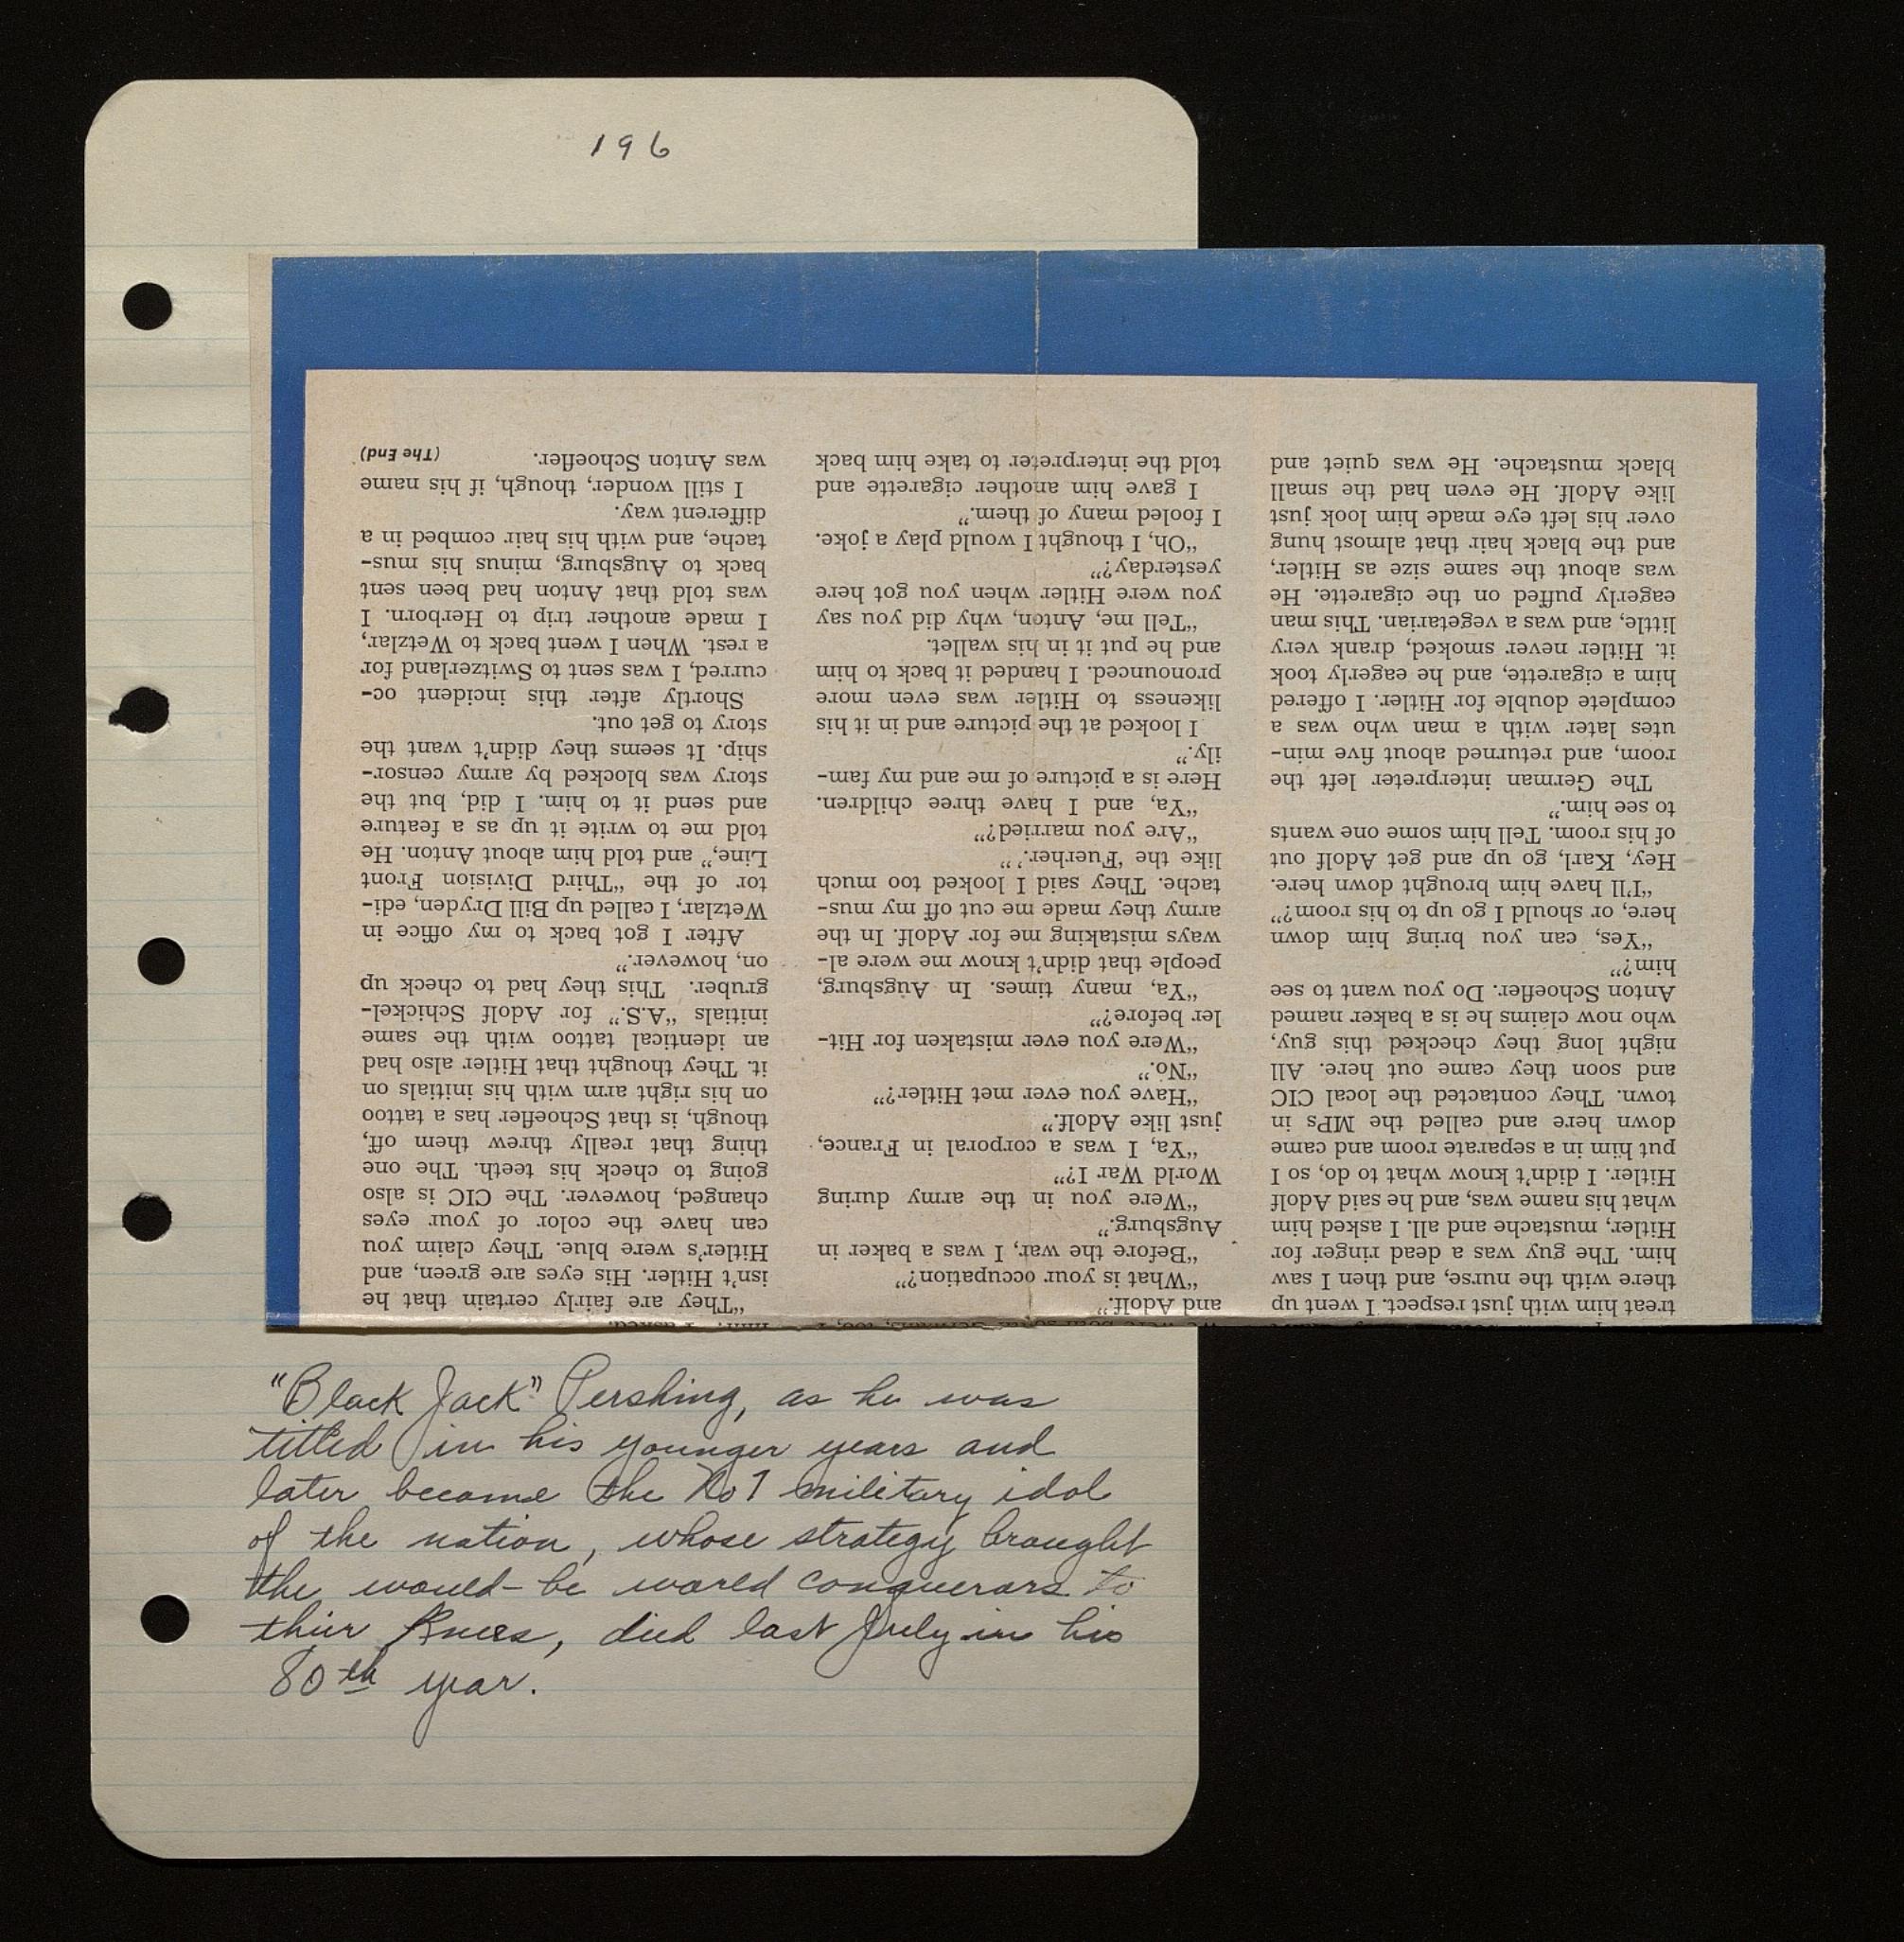 196
treat him with just respect. I went up
there with the nurse, and then I saw
him. The guy was a dead ringer for
Hitler, mustache and all. I asked him
what his name was, and he said Adolf
Hitler. I didn't know what to do, so I
put him in a separate room and came
down here and called the MPs in
town. They contacted the local CIC
and soon they came out here. All
night long they checked this guy,
who now claims he is a baker named
Anton Schoefler. Do you want to see
him?"
"Yes, can you bring him down
here, or should I go up to his room?"
"I'll have him brought down here.
Hey, Karl, go up and get Adolf out
of his room. Tell him some one wants
to see him."
The German interpreter left the
room, and returned about five min-
utes later with a man who was a
complete double for Hitler. I offered
him a cigarette, and he eagerly took
it. Hitler never smoked, drank very
little, and was a vegetarian. This man
eagerly puffed on the cigarette. He
was about the same size as Hitler,
and the black hair that almost hung
over his left eye made him look just
like Adolf. He even had the small
black mustache. He was quiet and
and Adolf."
"What is your occupation?"
"Before the war, I was a baker in
Augsburg."
"Were you in the army during
World War I?"
"Ya, I was a corporal in France,
just like Adolf."
"Have you ever met Hitler?"
"No."
"Were you ever mistaken for Hit-
ler before?"
"Ya, many times. In Augsburg,
people that didn't know me were al-
ways mistaking me for Adolf. In the
army they made me cut off my mus-
tache. They said I looked too much
like the 'Fuerher.'"
"Are you married?"
"Ya, and I have three children.
Here is a picture of me and my fam-
ily."
I looked at the picture and in it his
likeness to Hitler was even more
pronounced. I handed it back to him
and he put it in his wallet.
"Tell me, Anton, why did you say
you were Hitler when you got here
yesterday?"
"Oh, I thought I would play a joke.
I fooled many of them."
I gave him another cigarette and
told the interpreter to take him back
him?" I asked.
"They are fairly certain that he
isn't Hitler. His eyes are green, and
Hitler's were blue. They claim you
can have the color of your eyes
changed, however. The CIC is also
going to check his teeth. The one
thing that really threw them off,
though, is that Schoefler has a tattoo
on his right arm with his initials on
it. They thought that Hitler also had
an identical tattoo with the same
initials "A.S." for Adolf Schickel-
gruber. This they had to check up
on, however."
After I got back to my office in
Wetzlar, I called up Bill Dryden, edi-
tor of the "Third Division Front
Line," and told him about Anton. He
told me to write it up as a feature
and send it to him. I did, but the
story was blocked by army censor-
ship. It seems they didn't want the
story to get out.
Shortly after this incident oc-
curred, I was sent to Switzerland for
a rest. When I went back to Wetzlar,
I made another trip to Herborn. I
was told that Anton had been sent
back to Augsburg, minus his mus-
tache, and with his hair combed in a
different way.
I still wonder, though, if his name
was Anton Schoefler. (The End)
"Black Jack" Pershing, as he was
titled in his younger years and
later became the No 1 military idol
of the nation, whose strategy brought
the would-be world conquerors to
their knees, died last July in his
80th year.